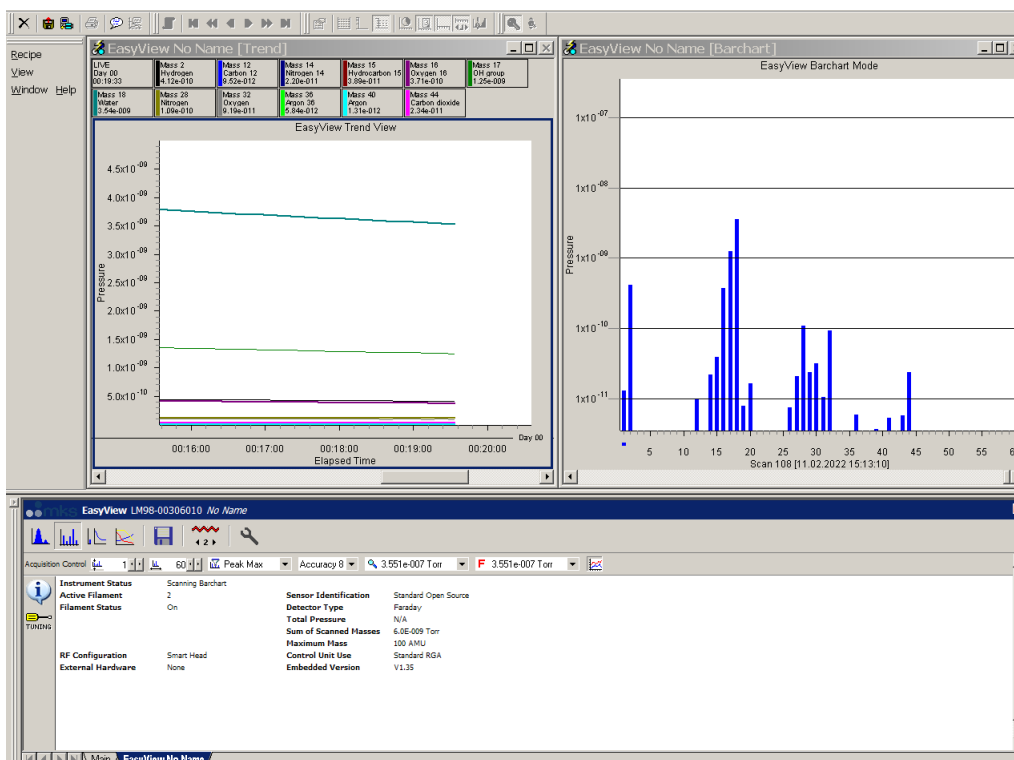 Recipe
View
Window Help
EasyView No Name [Trend]
LIVE
Day 00
00:19:33
Mass 2
Hydrogen
4.12e-010
Mass 12
Carbon 12
9.52e-012
Mass 14
Nitrogen 14
2.20e-011
Mass 15
Hydrocarbon 15
3.89e-011
Mass 16
Oxygen 16
3.71e-010
Mass 17
OH group
1.25e-009
Mass 18
Water
3.54e-009
Mass 28
Nitrogen
1.09e-010
Mass 32
Oxygen
9.19e-011
Mass 36
Argon 36
5.84e-012
Mass 40
Argon
1.31e-012
Mass 44
Carbon dioxide
2.34e-011
EasyView Trend View
4.5x10 -09
4.0x10 -09
3.5x10 -09
3.0x10 -09
2.5x10 -09
2.0x10 -09
1.5x10 -09
1.0x10 -09
5.0x10 -10
Pressure
00:16:00 00:17:00 00:18:00 00:19:00 00:20:00
Day 00
Elapsed Time
EasyView No Name [Barchart]
EasyView Barchart Mode
1x10 -07
1x10 -08
1x10 -09
1x10 -10
1x10 -11
Pressure
5 10 15 20 25 30 35 40 45 50 55
Scan 108 [11.02.2022 15:13:10]
mks EasyView LM98-00306010 No Name
2
Acquisition Control 1 60 Peak Max Accuracy 8 3.551e-007 Torr F 3.551e-007 Torr
TUNING
Instrument Status Scanning Barchart
Active Filament 2 Sensor Identification Standard Open Source
Filament Status On Detector Type Faraday
Total Pressure N/A
Sum of Scanned Masses 6.0E-009 Torr
Maximum Mass 100 AMU
RF Configuration Smart Head Control Unit Use Standard RGA
External Hardware None Embedded Version V1.35
Main EasyView No Name